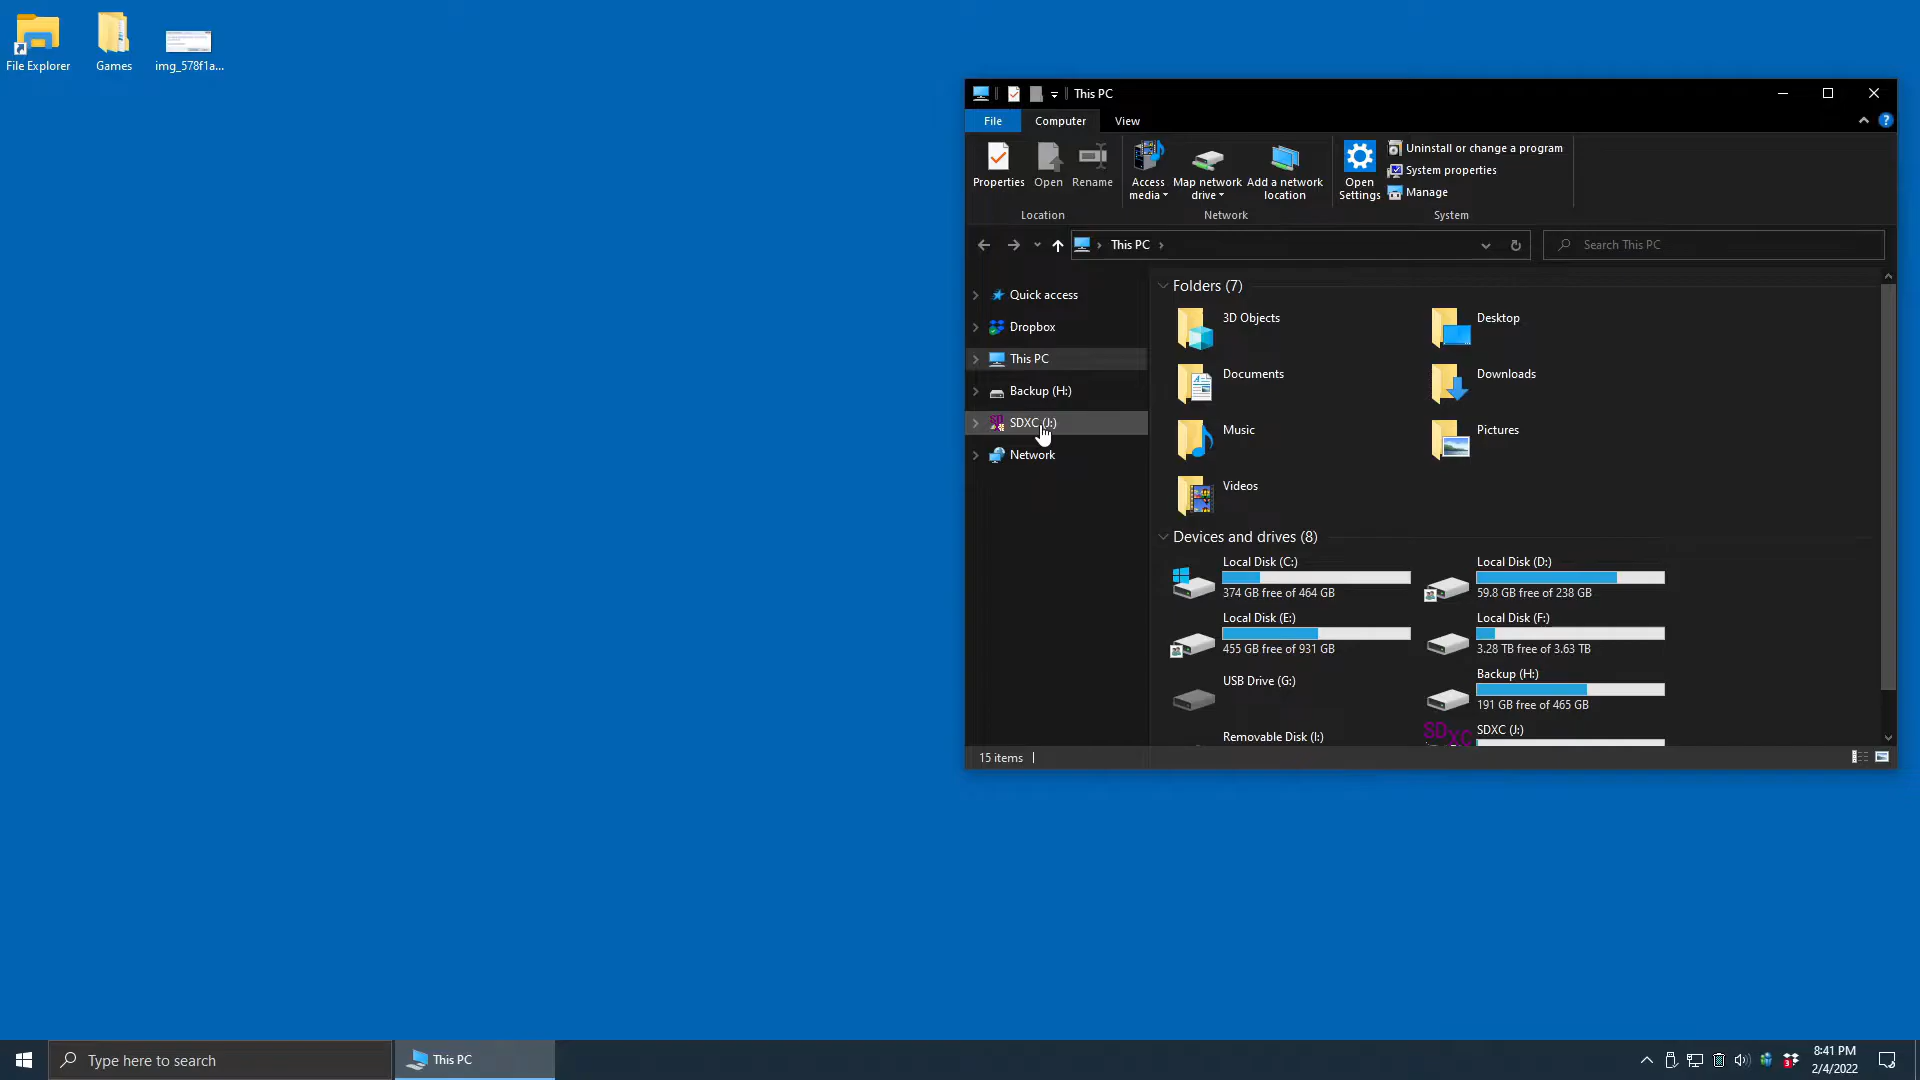 File Explorer
Games
img_578f1a...
This PC
File
Computer
View
Properties
Open
Rename
Access media
Map network drive
Add a network location
Open Settings
Uninstall or change a program
System properties
Manage
Location
Network
System
This PC
Search This PC
Quick access
Dropbox
This PC
Backup (H:)
SDXC (J:)
Network
Folders (7)
3D Objects
Desktop
Documents
Downloads
Music
Pictures
Videos
Devices and drives (8)
Local Disk (C:)
374 GB free of 464 GB
Local Disk (D:)
59.8 GB free of 238 GB
Local Disk (E:)
455 GB free of 931 GB
Local Disk (F:)
3.28 TB free of 3.63 TB
USB Drive (G:)
Backup (H:)
191 GB free of 465 GB
Removable Disk (I:)
SDXC
SDXC (J:)
15 items
Type here to search
This PC
3
8:41 PM
2/4/2022